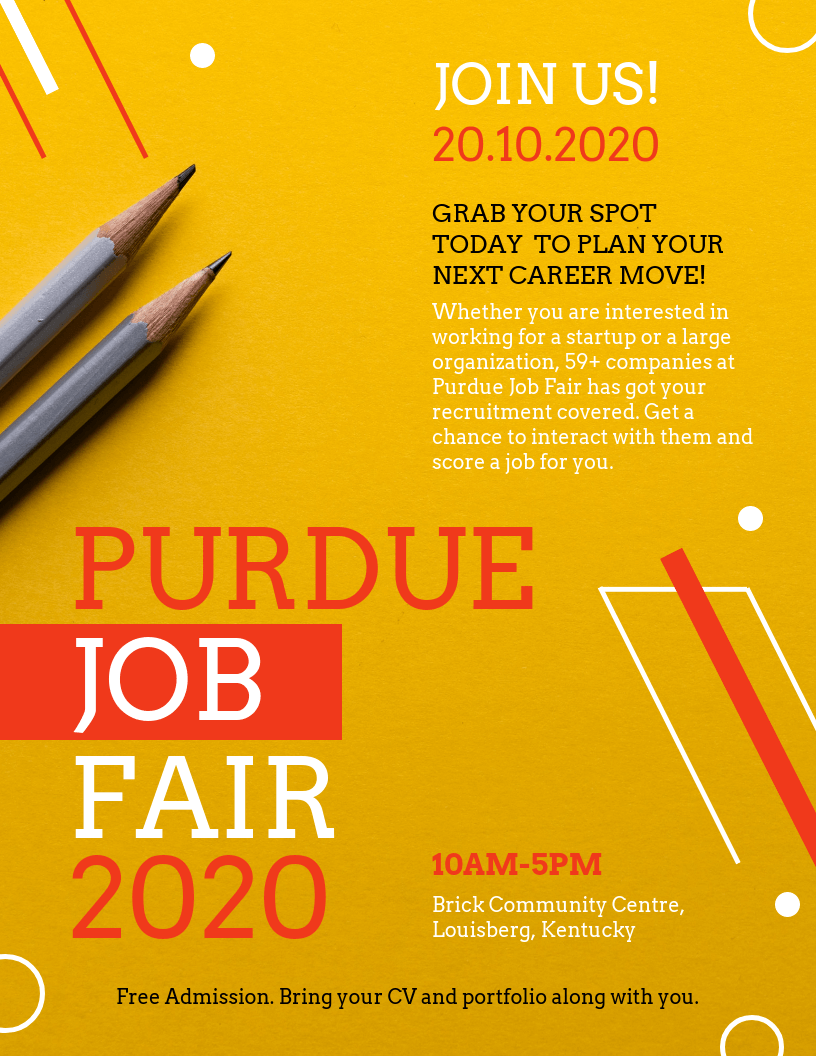 JOIN US!
20.10.2020
GRAB YOUR SPOT
TODAY  TO PLAN YOUR
NEXT CAREER MOVE!
Whether you are interested in
working for a startup or a large
organization, 59+ companies at
Purdue Job Fair has got your
recruitment covered. Get a
chance to interact with them and
score a job for you.
PURDUE
JOB
FAIR
2020
10AM-5PM
Brick Community Centre,
Louisberg, Kentucky
Free Admission. Bring your CV and portfolio along with you.